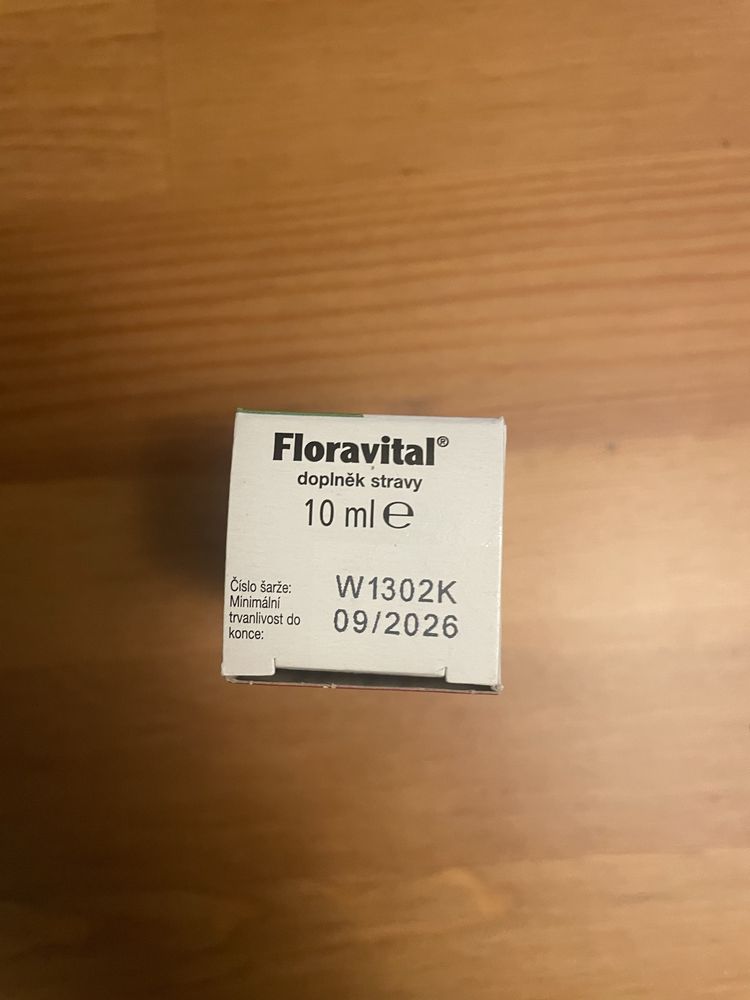 Floravital®
doplněk stravy
10 ml ℮
Číslo šarže: W1302K
Minimální
trvanlivost do
konce: 09/2026